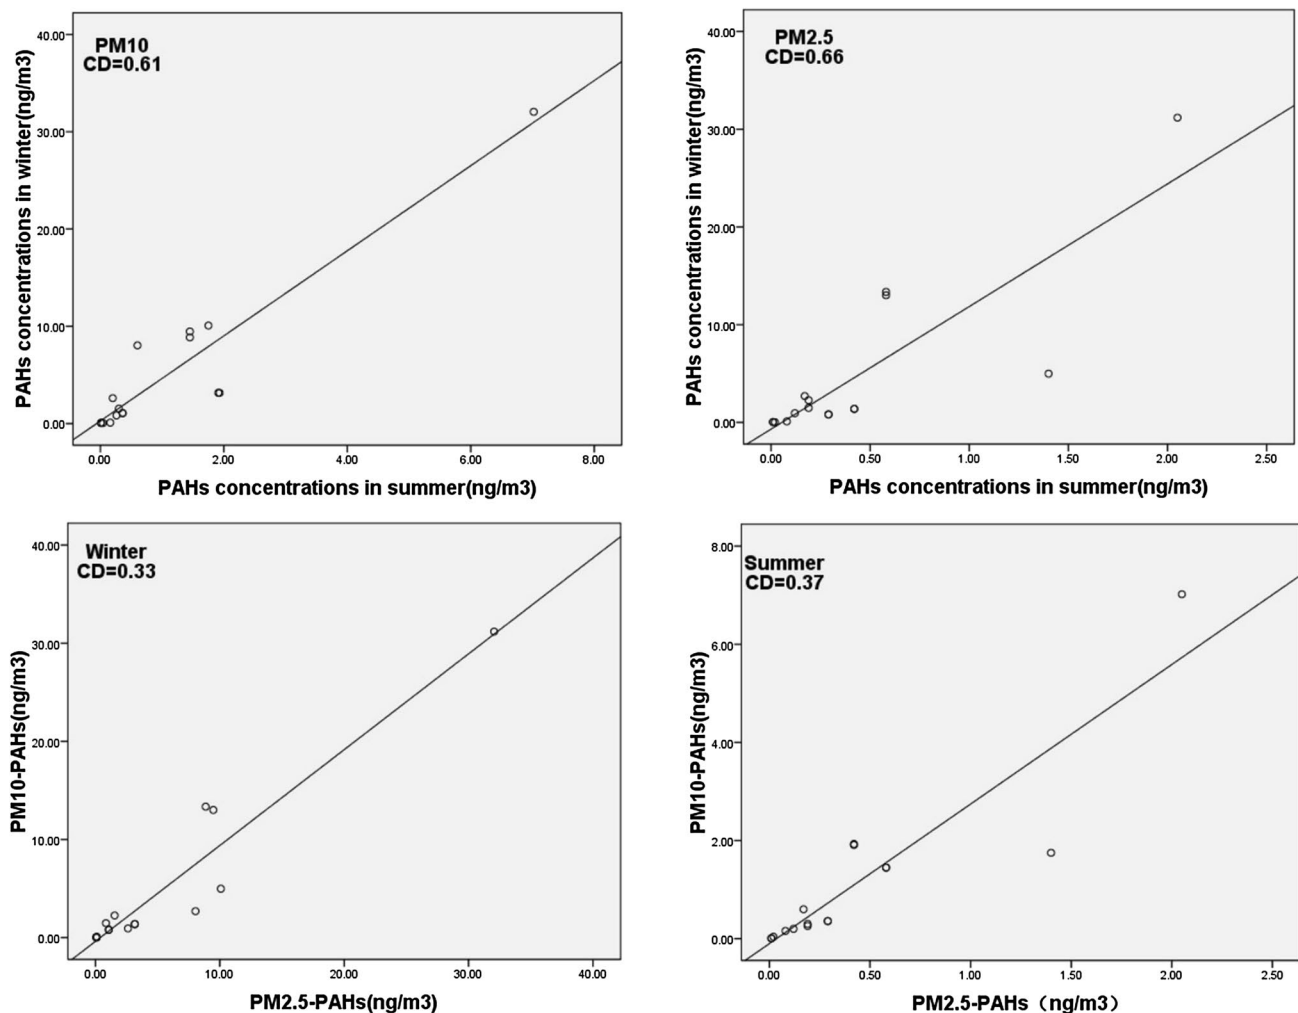 PM10
CD=0.61
PAHs concentrations in winter(ng/m3)
40.00
30.00
20.00
10.00
0.00
0.00 2.00 4.00 6.00 8.00
PAHs concentrations in summer(ng/m3)
PM2.5
CD=0.66
PAHs concentrations in winter(ng/m3)
40.00
30.00
20.00
10.00
0.00
0.00 0.50 1.00 1.50 2.00 2.50
PAHs concentrations in summer(ng/m3)
Winter
CD=0.33
PM10-PAHs(ng/m3)
40.00
30.00
20.00
10.00
0.00
0.00 10.00 20.00 30.00 40.00
PM2.5-PAHs(ng/m3)
Summer
CD=0.37
PM10-PAHs(ng/m3)
8.00
6.00
4.00
2.00
0.00
0.00 0.50 1.00 1.50 2.00 2.50
PM2.5-PAHs（ng/m3）